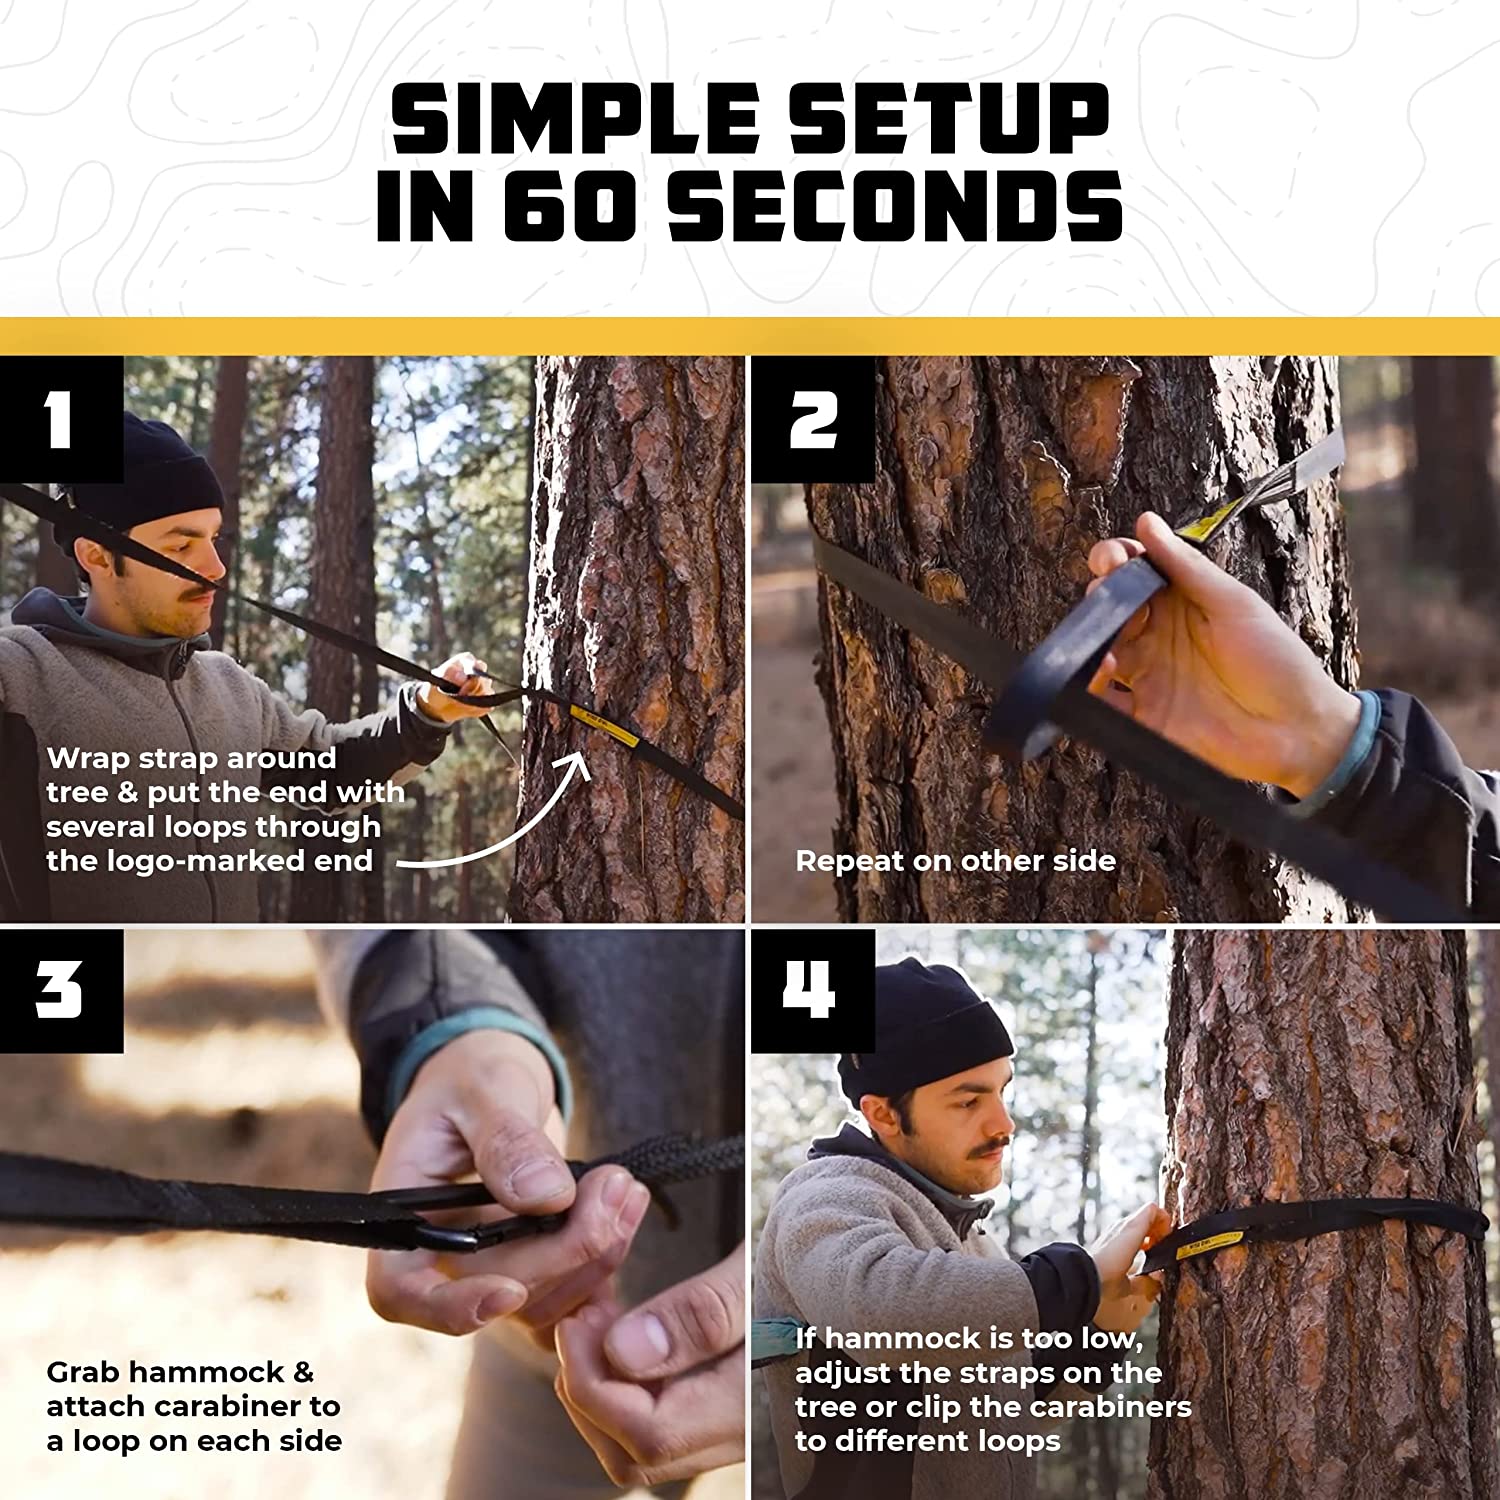 SIMPLE SETUP
IN 60 SECONDS
1
Wrap strap around
tree & put the end with
several loops through
the logo-marked end
2
Repeat on other side
3
Grab hammock &
attach carabiner to
a loop on each side
4
If hammock is too low,
adjust the straps on the
tree or clip the carabiners
to different loops